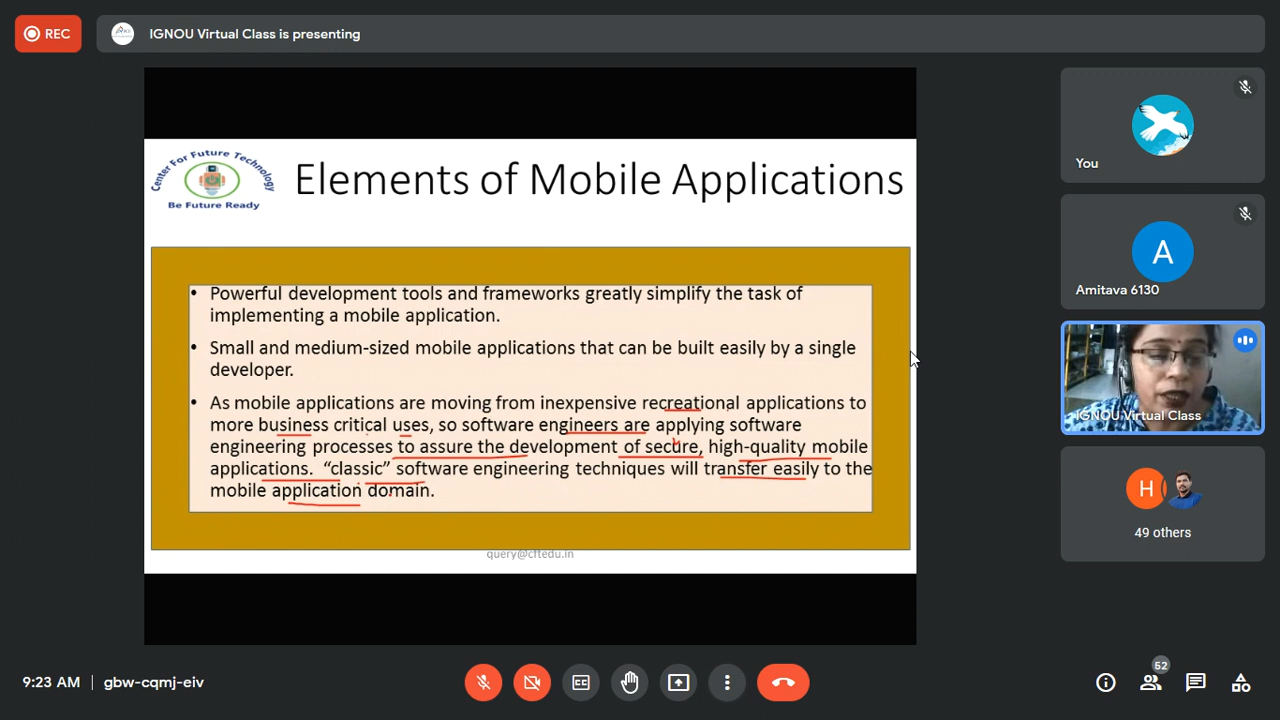 REC
IGNOU Virtual Class is presenting
Center For Future Technology
Be Future Ready
Elements of Mobile Applications
• Powerful development tools and frameworks greatly simplify the task of
implementing a mobile application.
• Small and medium-sized mobile applications that can be built easily by a single
developer.
• As mobile applications are moving from inexpensive recreational applications to
more business critical uses, so software engineers are applying software
engineering processes to assure the development of secure, high-quality mobile
applications. “classic” software engineering techniques will transfer easily to the
mobile application domain.
query@cftedu.in
You
A
Amitava 6130
IGNOU Virtual Class
H
49 others
9:23 AM | gbw-cqmj-eiv
CC
52